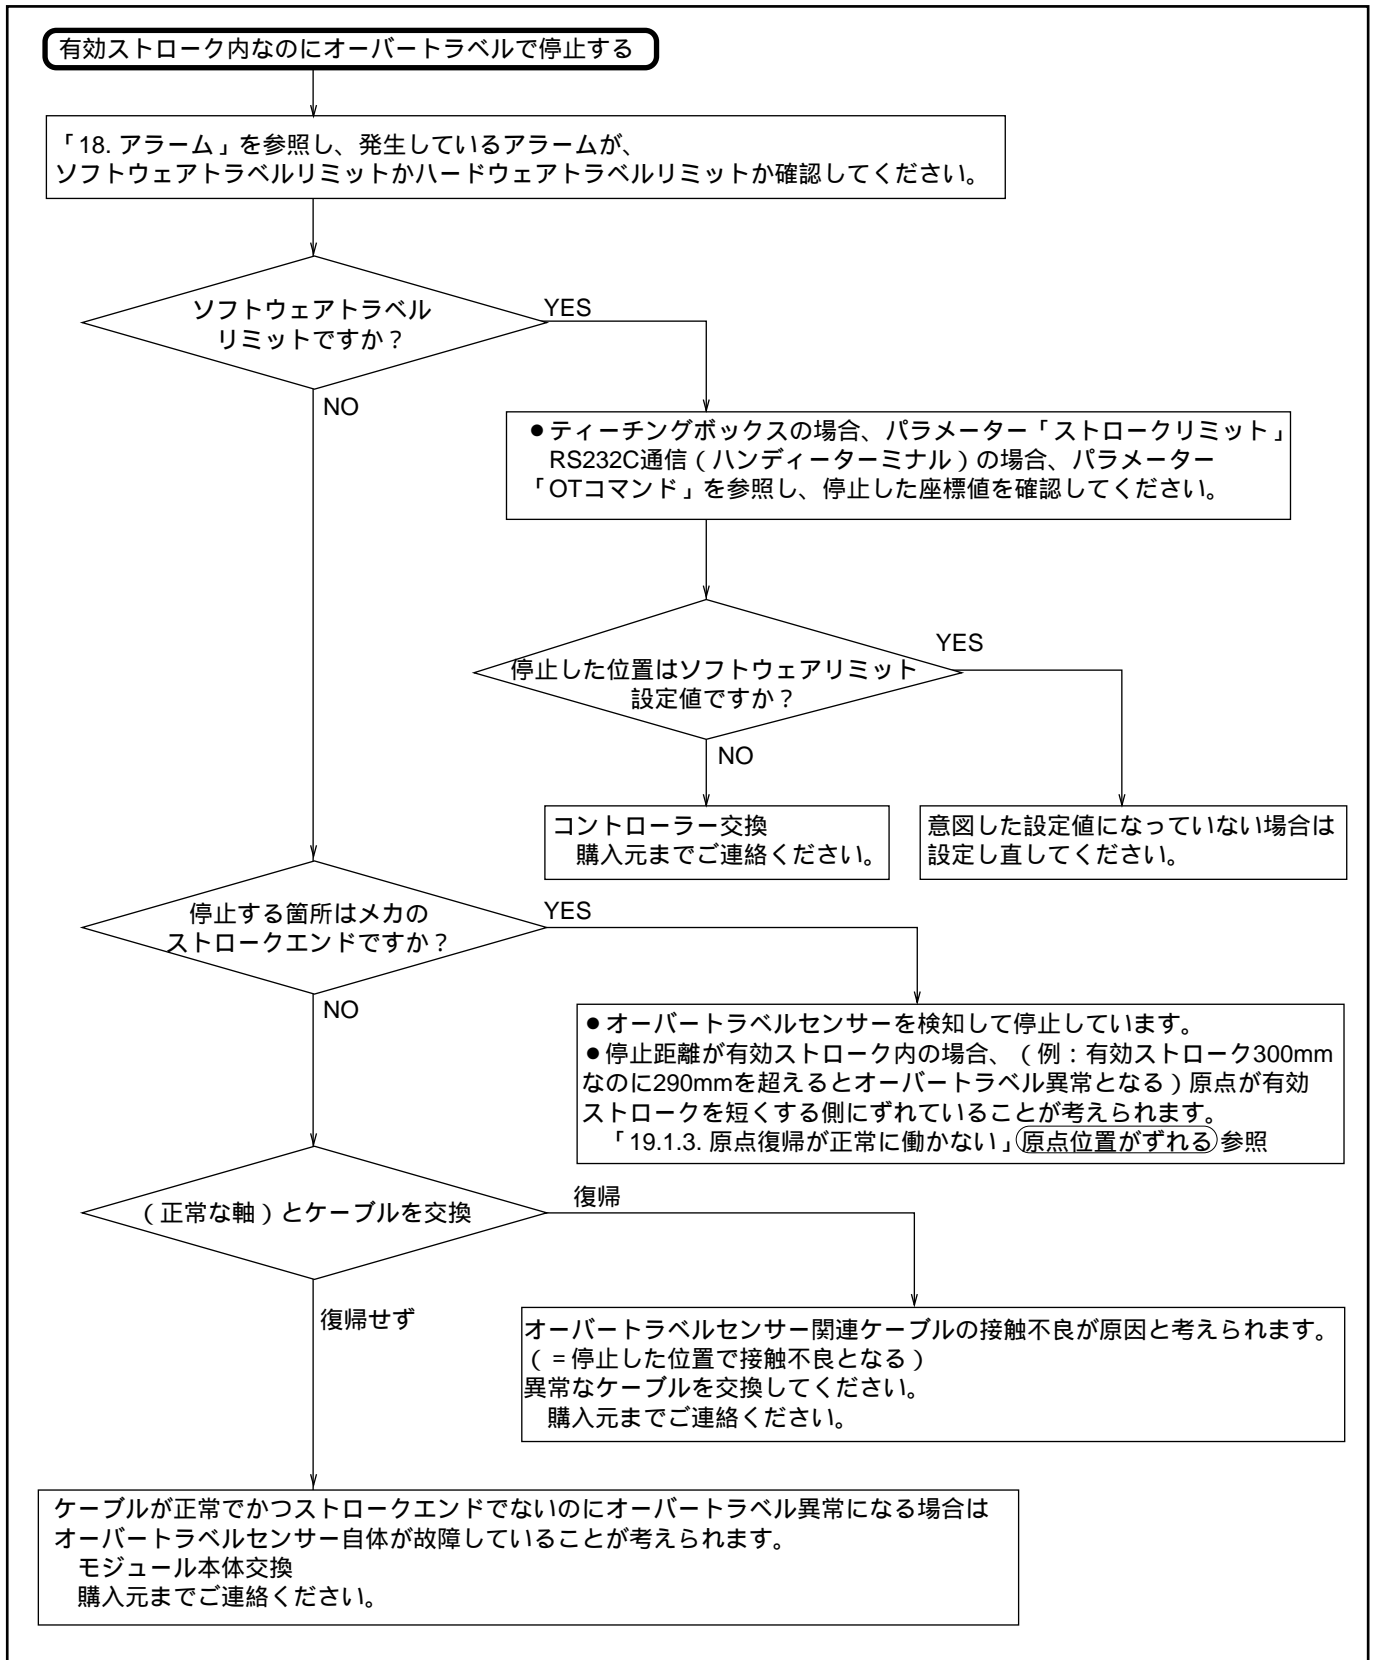 有効ストローク内なのにオーバートラベルで停止する
「18. アラーム」を参照し、発生しているアラームが、
ソフトウェアトラベルリミットかハードウェアトラベルリミットか確認してください。
ソフトウェアトラベル
リミットですか？
YES
NO
●ティーチングボックスの場合、パラメーター「ストロークリミット」
RS232C通信（ハンディーターミナル）の場合、パラメーター
「OTコマンド」を参照し、停止した座標値を確認してください。
停止した位置はソフトウェアリミット
設定値ですか？
YES
NO
コントローラー交換
購入元までご連絡ください。
意図した設定値になっていない場合は
設定し直してください。
停止する箇所はメカの
ストロークエンドですか？
YES
NO
●オーバートラベルセンサーを検知して停止しています。
●停止距離が有効ストローク内の場合、（例：有効ストローク300mm
なのに290mmを超えるとオーバートラベル異常となる）原点が有効
ストロークを短くする側にずれていることが考えられます。
「19.1.3. 原点復帰が正常に働かない」原点位置がずれる参照
（正常な軸）とケーブルを交換
復帰
復帰せず
オーバートラベルセンサー関連ケーブルの接触不良が原因と考えられます。
（=停止した位置で接触不良となる）
異常なケーブルを交換してください。
購入元までご連絡ください。
ケーブルが正常でかつストロークエンドでないのにオーバートラベル異常になる場合は
オーバートラベルセンサー自体が故障していることが考えられます。
モジュール本体交換
購入元までご連絡ください。